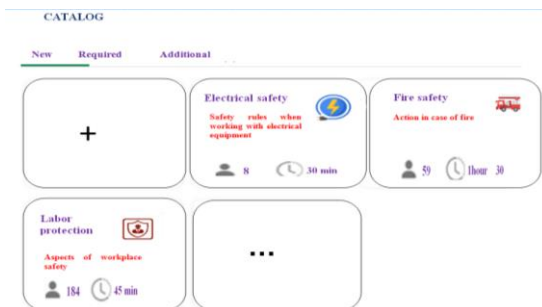 CATALOG
New Required Additional
+
Electrical safety
Safety rules when
working with electrical
equipment
8 30 min
Fire safety
Action in case of fire
59 1hour 30
Labor
protection
Aspects of workplace
safety
184 45 min
...